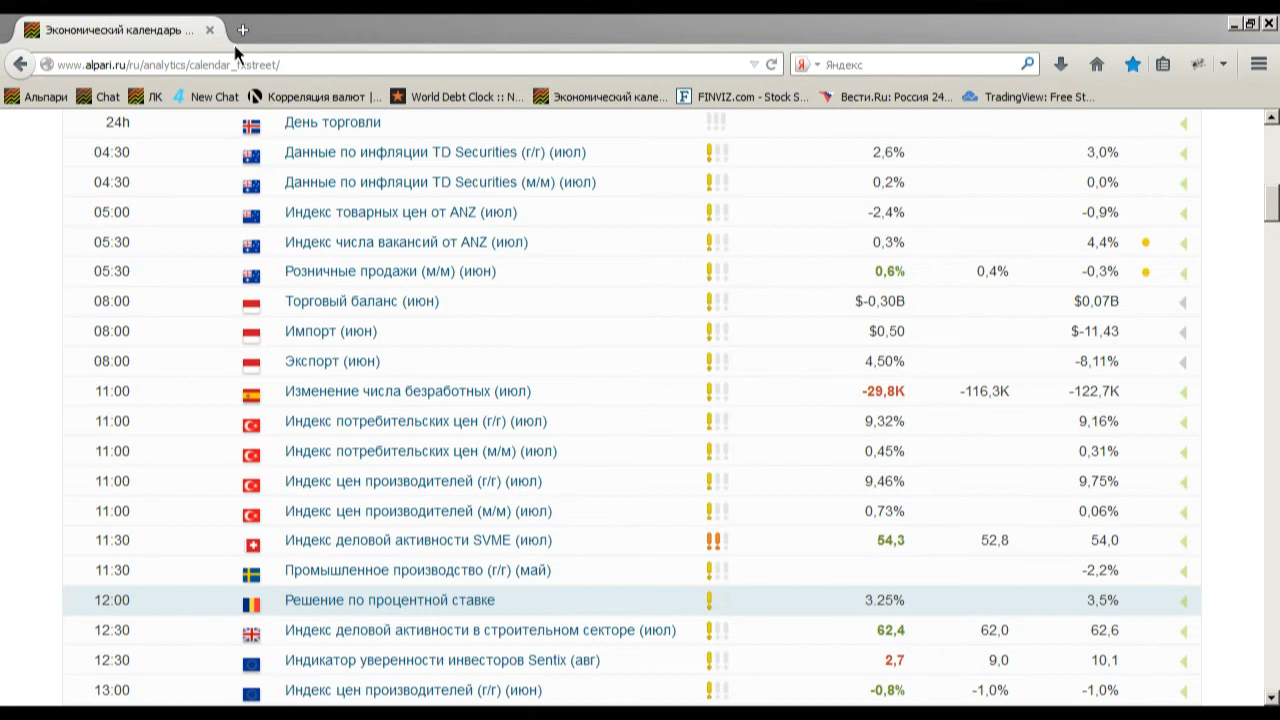 Экономический календарь ...
www.alpari.ru/ru/analytics/calendar_fxstreet/
Яндекс
Альпари Chat ЛК New Chat Корреляция валют |... World Debt Clock :: N... Экономический кале... FINVIZ.com - Stock S... Вести.Ru: Россия 24... TradingView: Free St...
24h День торговли
04:30 Данные по инфляции TD Securities (г/г) (июл) 2,6% 3,0%
04:30 Данные по инфляции TD Securities (м/м) (июл) 0,2% 0,0%
05:00 Индекс товарных цен от ANZ (июл) -2,4% -0,9%
05:30 Индекс числа вакансий от ANZ (июл) 0,3% 4,4%
05:30 Розничные продажи (м/м) (июн) 0,6% 0,4% -0,3%
08:00 Торговый баланс (июн) $-0,30B $0,07B
08:00 Импорт (июн) $0,50 $-11,43
08:00 Экспорт (июн) 4,50% -8,11%
11:00 Изменение числа безработных (июл) -29,8K -116,3K -122,7K
11:00 Индекс потребительских цен (г/г) (июл) 9,32% 9,16%
11:00 Индекс потребительских цен (м/м) (июл) 0,45% 0,31%
11:00 Индекс цен производителей (г/г) (июл) 9,46% 9,75%
11:00 Индекс цен производителей (м/м) (июл) 0,73% 0,06%
11:30 Индекс деловой активности SVME (июл) 54,3 52,8 54,0
11:30 Промышленное производство (г/г) (май) -2,2%
12:00 Решение по процентной ставке 3.25% 3,5%
12:30 Индекс деловой активности в строительном секторе (июл) 62,4 62,0 62,6
12:30 Индикатор уверенности инвесторов Sentix (авг) 2,7 9,0 10,1
13:00 Индекс цен производителей (г/г) (июн) -0,8% -1,0% -1,0%